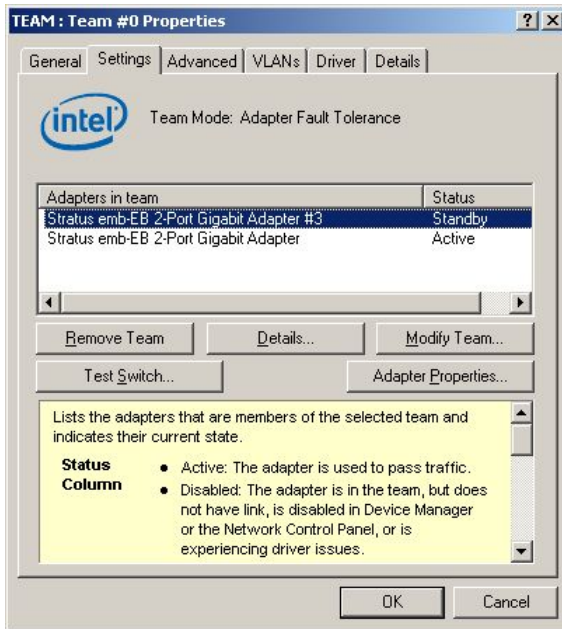 TEAM : Team #0 Properties
General Settings Advanced VLANs Driver Details
intel Team Mode: Adapter Fault Tolerance
Adapters in team Status
Stratus emb-EB 2-Port Gigabit Adapter #3 Standby
Stratus emb-EB 2-Port Gigabit Adapter Active
Remove Team Details... Modify Team...
Test Switch... Adapter Properties...
Lists the adapters that are members of the selected team and
indicates their current state.
Status • Active: The adapter is used to pass traffic.
Column • Disabled: The adapter is in the team, but does
not have link, is disabled in Device Manager
or the Network Control Panel, or is
experiencing driver issues.
OK Cancel